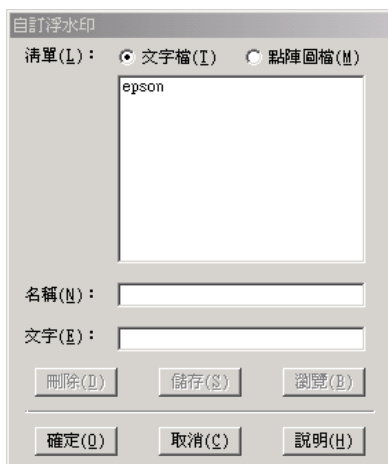 自訂浮水印
清單(L)： 文字檔(I) 點陣圖檔(M)
epson
名稱(N)：
文字(E)：
刪除(D) 儲存(S) 瀏覽(B)
確定(O) 取消(C) 說明(H)